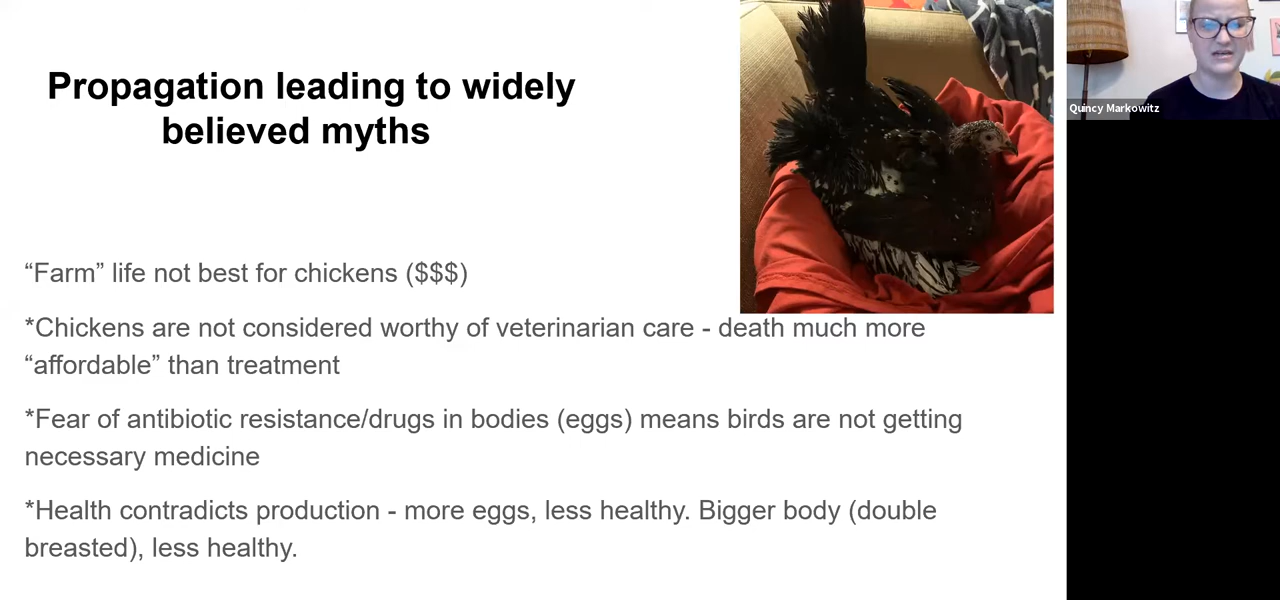 Propagation leading to widely
believed myths
Quincy Markowitz
“Farm” life not best for chickens ($$$)
*Chickens are not considered worthy of veterinarian care - death much more
“affordable” than treatment
*Fear of antibiotic resistance/drugs in bodies (eggs) means birds are not getting
necessary medicine
*Health contradicts production - more eggs, less healthy. Bigger body (double
breasted), less healthy.